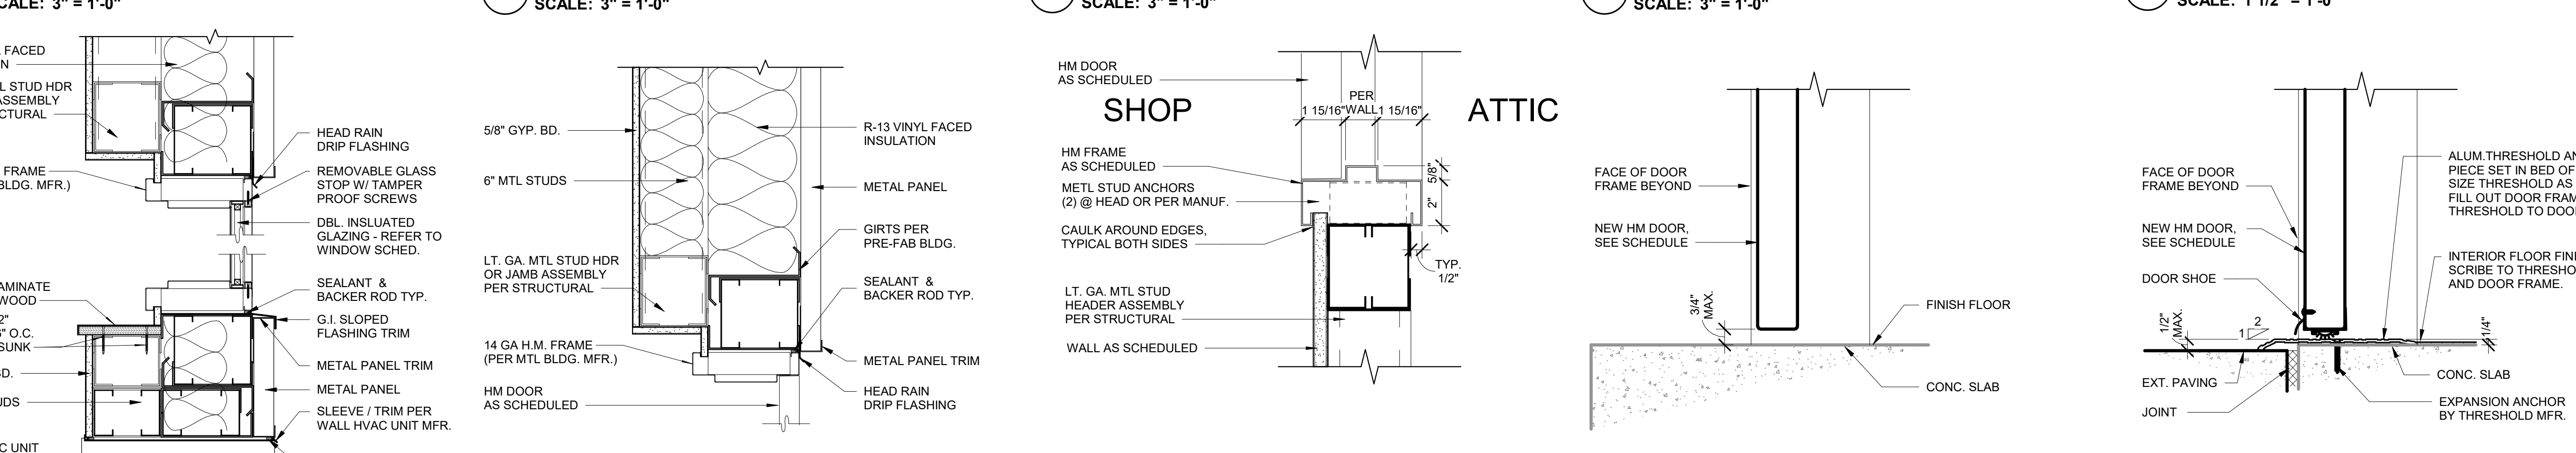 SCALE: 3" = 1'-0"
FACED
STUD HDR
ASSEMBLY
FRAME
BLDG. MFR.)
HEAD RAIN
DRIP FLASHING
REMOVABLE GLASS
STOP W/ TAMPER
PROOF SCREWS
DBL. INSLUATED
GLAZING - REFER TO
WINDOW SCHED.
SEALANT &
BACKER ROD TYP.
G.I. SLOPED
FLASHING TRIM
METAL PANEL TRIM
METAL PANEL
SLEEVE / TRIM PER
WALL HVAC UNIT MFR.
O.C.
UNIT
SCALE: 3" = 1'-0"
5/8" GYP. BD.
6" MTL STUDS
LT. GA. MTL STUD HDR
OR JAMB ASSEMBLY
PER STRUCTURAL
14 GA H.M. FRAME
(PER MTL BLDG. MFR.)
HM DOOR
AS SCHEDULED
R-13 VINYL FACED
INSULATION
METAL PANEL
GIRTS PER
PRE-FAB BLDG.
SEALANT &
BACKER ROD TYP.
METAL PANEL TRIM
HEAD RAIN
DRIP FLASHING
SCALE: 3" = 1'-0"
HM DOOR
AS SCHEDULED
SHOP
ATTIC
PER
1 15/16" WALL 1 15/16"
HM FRAME
AS SCHEDULED
METL STUD ANCHORS
(2) @ HEAD OR PER MANUF.
CAULK AROUND EDGES,
TYPICAL BOTH SIDES
LT. GA. MTL STUD
HEADER ASSEMBLY
PER STRUCTURAL
WALL AS SCHEDULED
5/8"
2"
TYP.
1/2"
SCALE: 3" = 1'-0"
FACE OF DOOR
FRAME BEYOND
NEW HM DOOR,
SEE SCHEDULE
3/4"
MAX.
FINISH FLOOR
CONC. SLAB
SCALE: 1 1/2" = 1'-0"
FACE OF DOOR
FRAME BEYOND
NEW HM DOOR,
SEE SCHEDULE
DOOR SHOE
1/2"
MAX.
2
1
EXT. PAVING
JOINT
ALUM.THRESHOLD
PIECE SET IN BED OF
SIZE THRESHOLD AS
FILL OUT DOOR
THRESHOLD TO
INTERIOR FLOOR
SCRIBE TO
AND DOOR FRAME.
1/4"
CONC. SLAB
EXPANSION ANCHOR
BY THRESHOLD MFR.